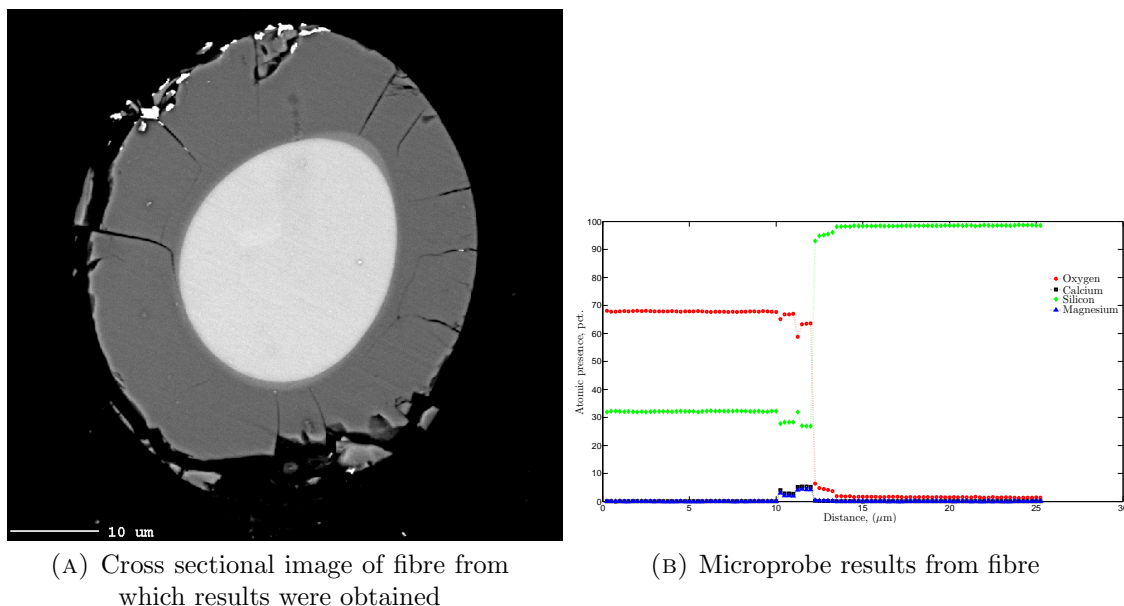 10 um
100
90
80
70
60
50
40
30
20
10
0
0 5 10 15 20 25 30
Atomic presence, pct.
Distance, (μm)
Oxygen
Calcium
Silicon
Magnesium
(A) Cross sectional image of fibre from
which results were obtained
(B) Microprobe results from fibre